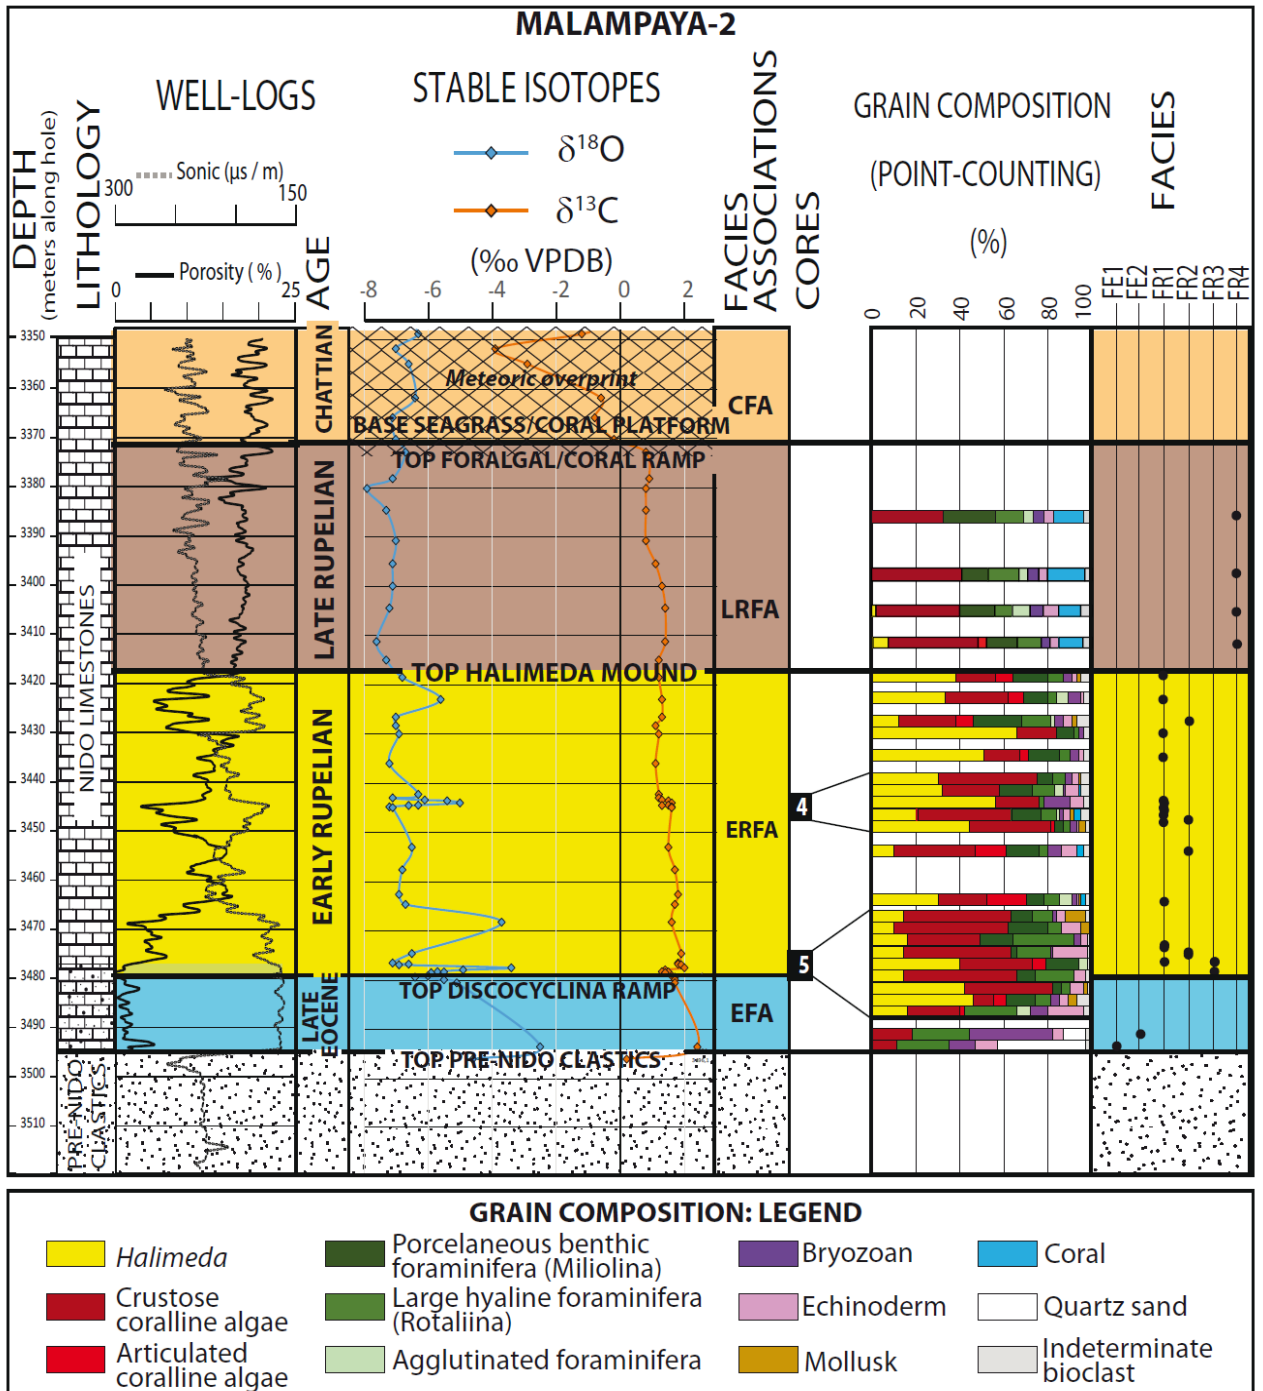 MALAMPAYA-2
DEPTH
(meters along hole)
LITHOLOGY
WELL-LOGS
Sonic (µs / m)
300
150
Porosity ( % )
0
25
AGE
STABLE ISOTOPES
δ18O
δ13C
(‰ VPDB)
-8
-6
-4
-2
0
2
FACIES
ASSOCIATIONS
CORES
GRAIN COMPOSITION
(POINT-COUNTING)
(%)
0
20
40
60
80
100
FACIES
FE1
FE2
FR1
FR2
FR3
FR4
3350
3360
3370
3380
3390
3400
3410
3420
3430
3440
3450
3460
3470
3480
3490
3500
3510
NIDO LIMESTONES
PRE-NIDO
CLASTICS
CHATTIAN
LATE RUPELIAN
EARLY RUPELIAN
LATE
EOCENE
Meteoric overprint
BASE SEAGRASS/CORAL PLATFORM
TOP FORALGAL/CORAL RAMP
TOP HALIMEDA MOUND
TOP DISCOCYCLINA RAMP
TOP PRE-NIDO CLASTICS
CFA
LRFA
ERFA
EFA
4
5
GRAIN COMPOSITION: LEGEND
Halimeda
Crustose
coralline algae
Articulated
coralline algae
Porcelaneous benthic
foraminifera (Miliolina)
Large hyaline foraminifera
(Rotaliina)
Agglutinated foraminifera
Bryozoan
Echinoderm
Mollusk
Coral
Quartz sand
Indeterminate
bioclast